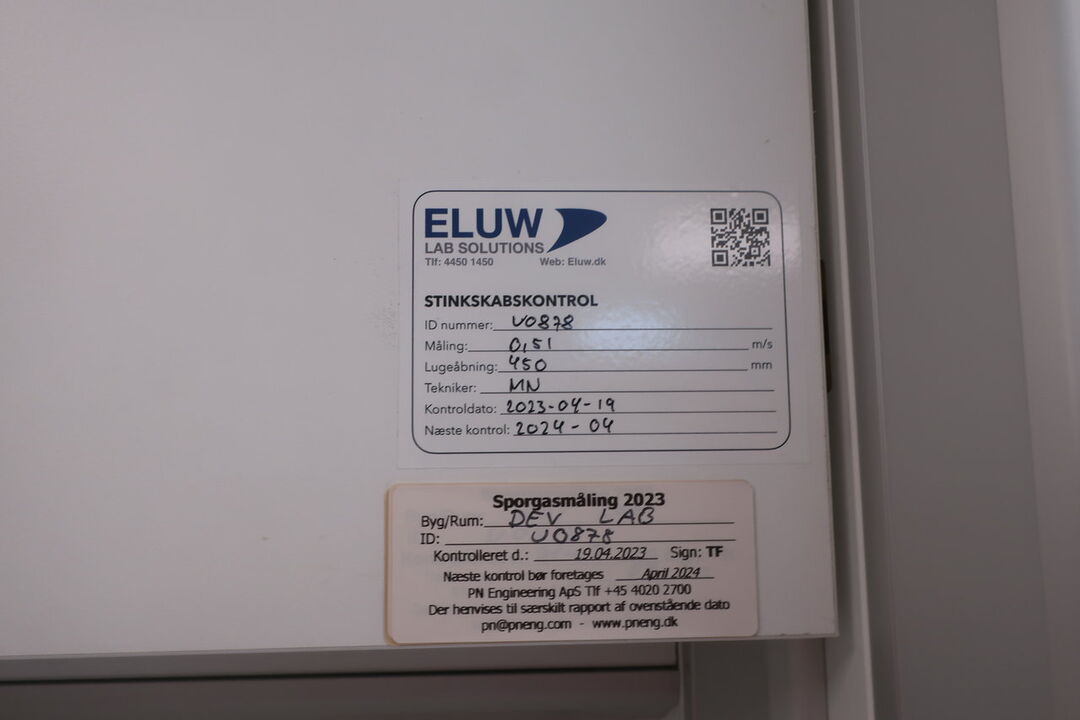 ELUW
LAB SOLUTIONS
Tlf: 4450 1450 Web: Eluw.dk
STINKSKABSKONTROL
ID nummer: U0878
Måling: 0,51 m/s
Lugeåbning: 450 mm
Tekniker: MN
Kontroldato: 2023-04-19
Næste kontrol: 2024-04
Sporgasmåling 2023
Byg/Rum: DEV LAB
ID: U0878
Kontrolleret d.: 19.04.2023 Sign: TF
Næste kontrol bør foretages April 2024
PN Engineering ApS Tlf +45 4020 2700
Der henvises til særskilt rapport af ovenstående dato
pn@pneng.com - www.pneng.dk